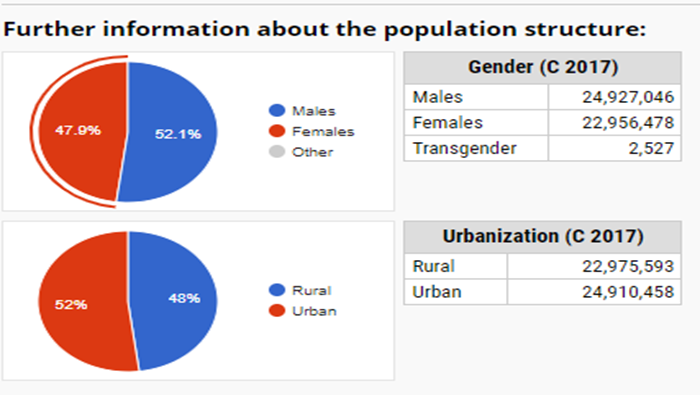 Further information about the population structure:
47.9%
52.1%
Males
Females
Other
Gender (C 2017)
Males 24,927,046
Females 22,956,478
Transgender 2,527
52%
48%
Rural
Urban
Urbanization (C 2017)
Rural 22,975,593
Urban 24,910,458